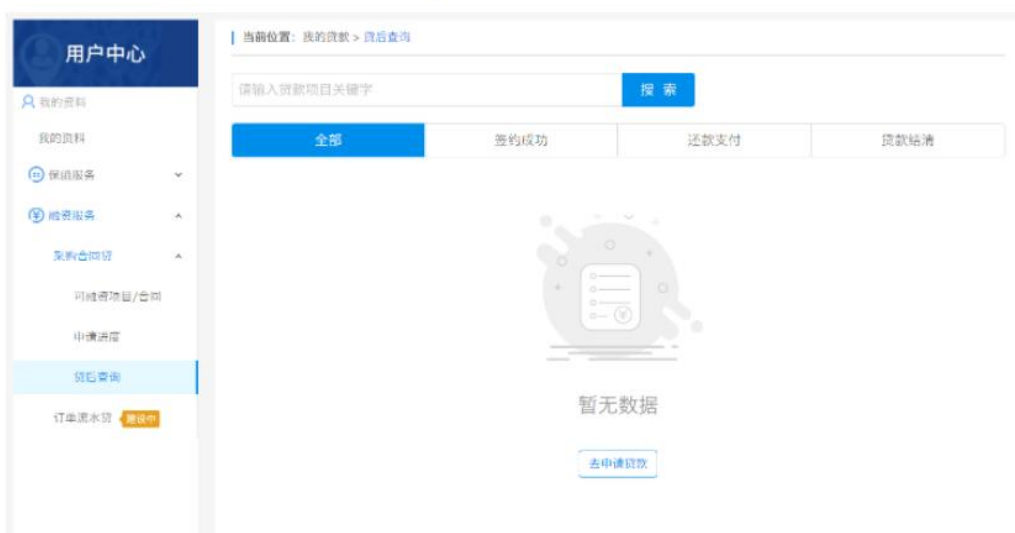 用户中心
我的资料
我的资料
保函服务
融资服务
采购合同贷
可融资项目/合同
申请进度
贷后查询
订单流水贷 建设中
当前位置：我的贷款 > 贷后查询
请输入贷款项目关键字
搜索
全部 签约成功 还款支付 贷款结清
暂无数据
去申请贷款